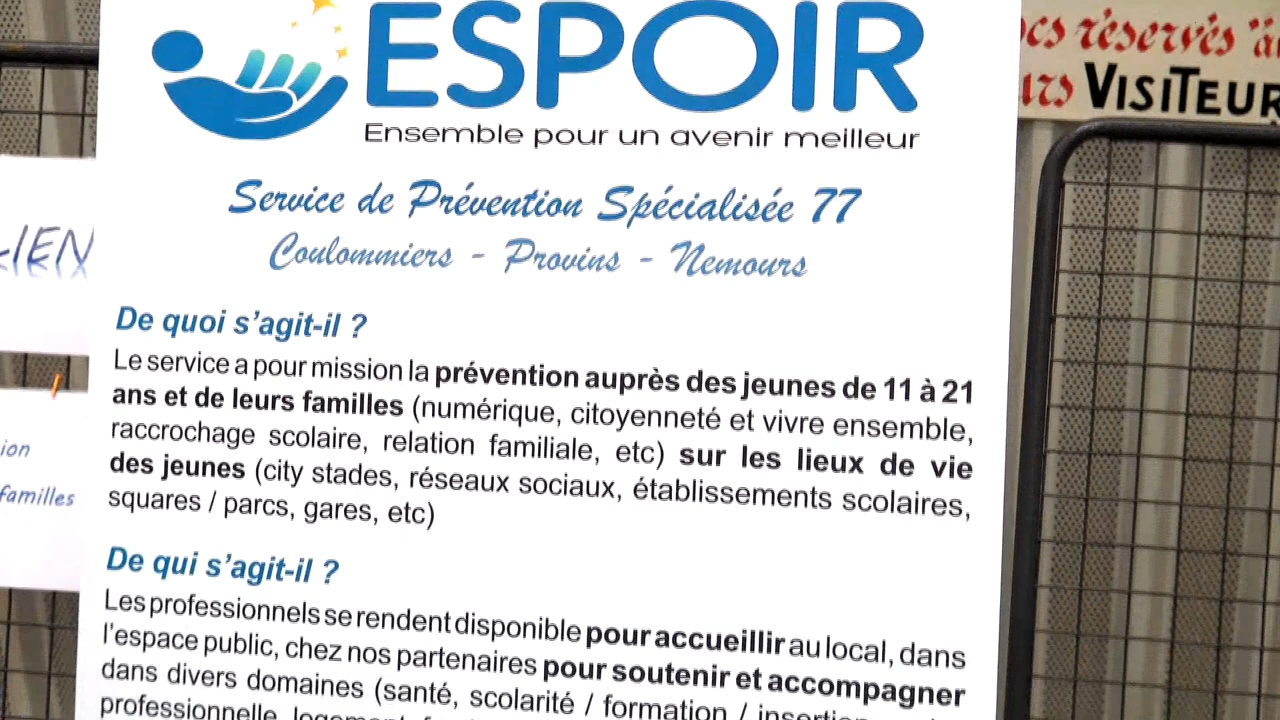 ESPOIR
Ensemble pour un avenir meilleur
Service de Prévention Spécialisée 77
Coulommiers - Provins - Nemours
De quoi s'agit-il ?
Le service a pour mission la prévention auprès des jeunes de 11 à 21
ans et de leurs familles (numérique, citoyenneté et vivre ensemble,
raccrochage scolaire, relation familiale, etc) sur les lieux de vie
des jeunes (city stades, réseaux sociaux, établissements scolaires,
squares / parcs, gares, etc)
De qui s'agit-il ?
Les professionnels se rendent disponible pour accueillir au local, dans
l'espace public, chez nos partenaires pour soutenir et accompagner
dans divers domaines (santé, scolarité / formation /
professionnelle
réservés
VISITEUR
familles